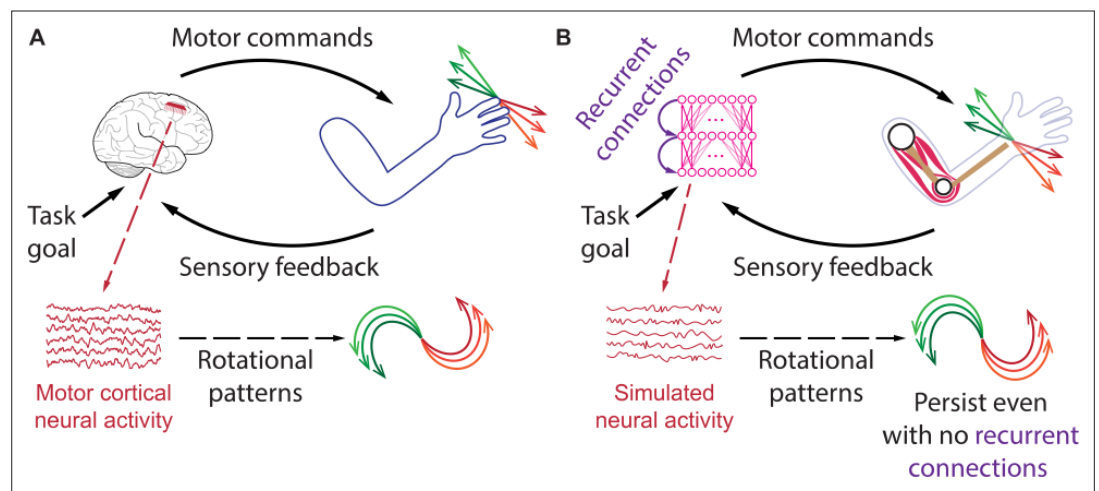 A
Motor commands
Task
goal
Sensory feedback
Motor cortical
neural activity
Rotational
patterns
B
Recurrent
connections
Motor commands
...
...
Task
goal
Sensory feedback
Simulated
neural activity
Rotational
patterns
Persist even
with no recurrent
connections